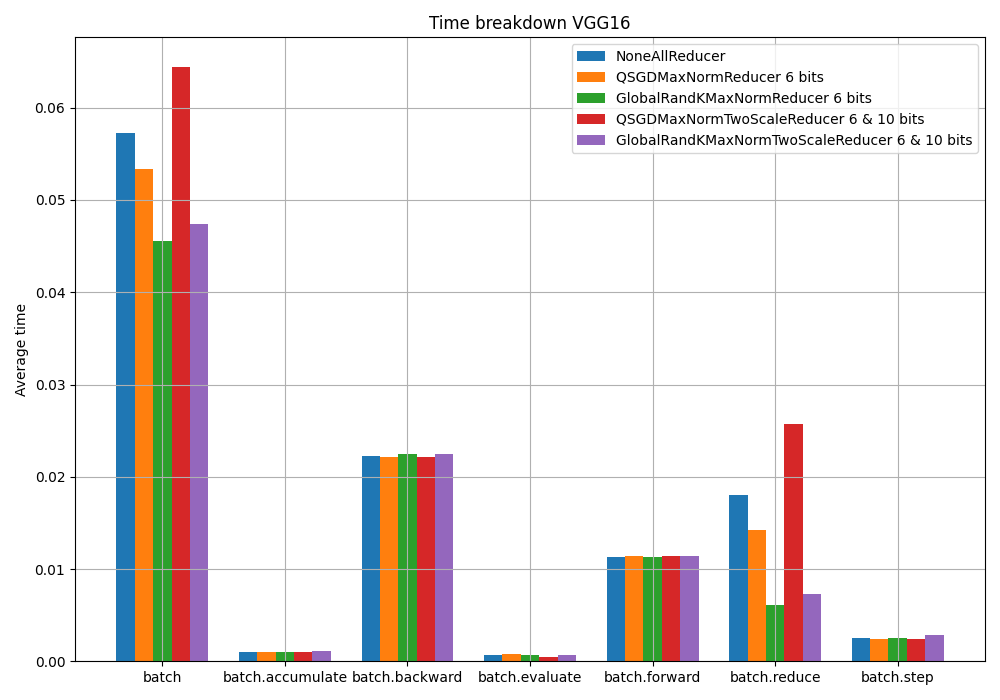 Time breakdown VGG16
NoneAllReducer
QSGDMaxNormReducer 6 bits
GlobalRandKMaxNormReducer 6 bits
QSGDMaxNormTwoScaleReducer 6 & 10 bits
GlobalRandKMaxNormTwoScaleReducer 6 & 10 bits
Average time
0.06
0.05
0.04
0.03
0.02
0.01
0.00
batch batch.accumulate batch.backward batch.evaluate batch.forward batch.reduce batch.step